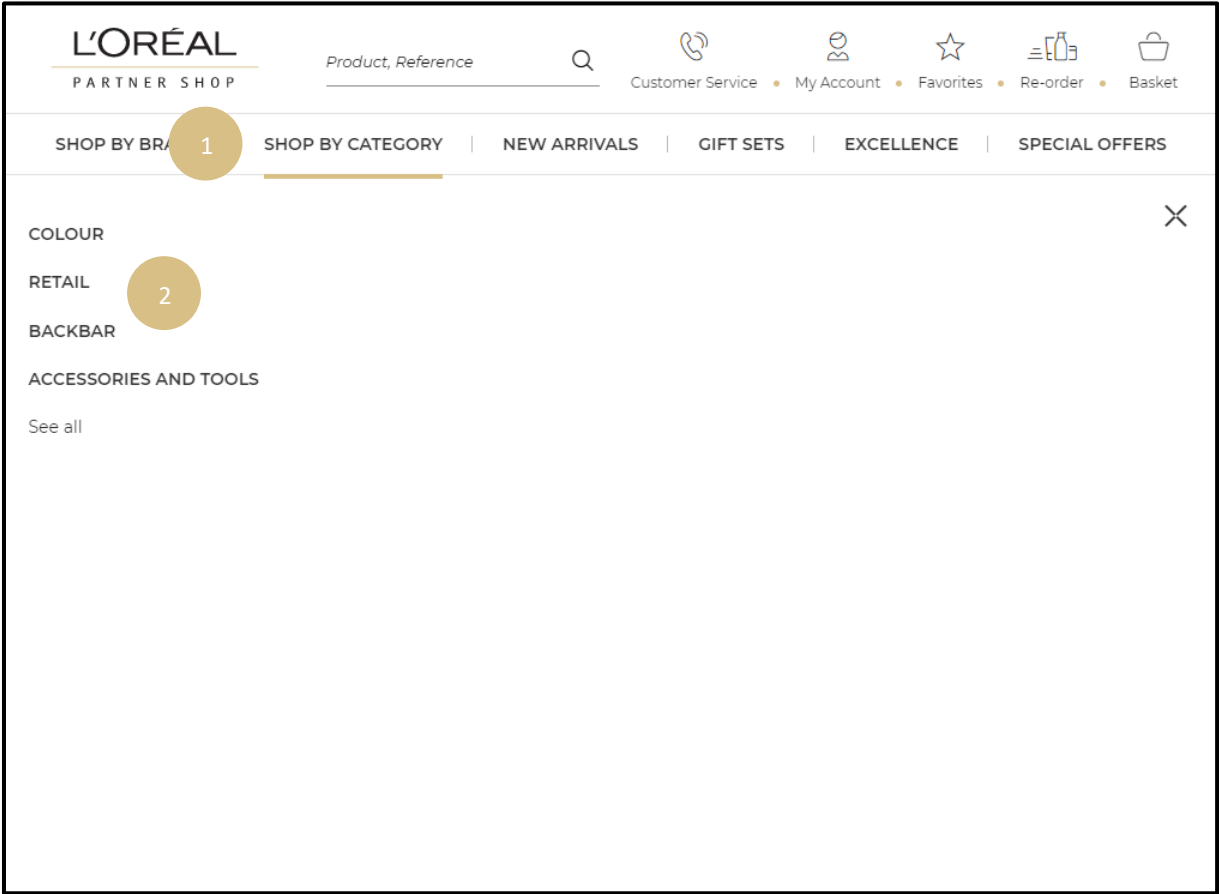 L'ORÉAL
PARTNER SHOP
Product, Reference
Customer Service • My Account • Favorites • Re-order • Basket
SHOP BY BRA 1 SHOP BY CATEGORY | NEW ARRIVALS | GIFT SETS | EXCELLENCE | SPECIAL OFFERS
COLOUR
RETAIL
2
BACKBAR
ACCESSORIES AND TOOLS
See all